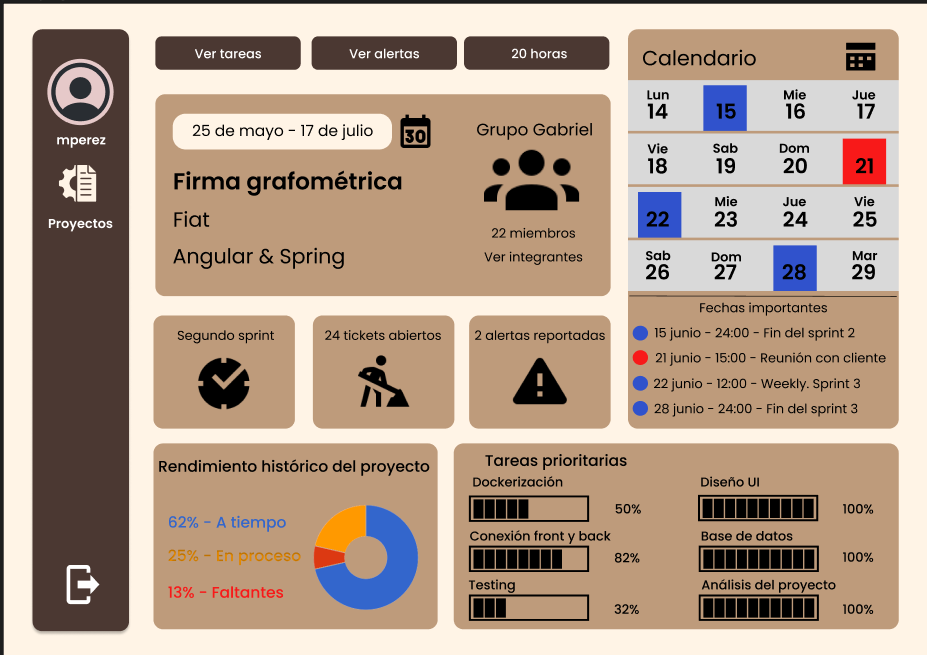 mperez
Proyectos
Ver tareas
Ver alertas
20 horas
25 de mayo - 17 de julio
30
Firma grafométrica
Fiat
Angular & Spring
Grupo Gabriel
22 miembros
Ver integrantes
Segundo sprint
24 tickets abiertos
2 alertas reportadas
Calendario
Lun Mie Jue
14 15 16 17
Vie Sab Dom
18 19 20 21
Mie Jue Vie
22 23 24 25
Sab Dom Mar
26 27 28 29
Fechas importantes
15 junio - 24:00 - Fin del sprint 2
21 junio - 15:00 - Reunión con cliente
22 junio - 12:00 - Weekly. Sprint 3
28 junio - 24:00 - Fin del sprint 3
Rendimiento histórico del proyecto
62% - A tiempo
25% - En proceso
13% - Faltantes
Tareas prioritarias
Dockerización
50%
Conexión front y back
82%
Testing
32%
Diseño UI
100%
Base de datos
100%
Análisis del proyecto
100%